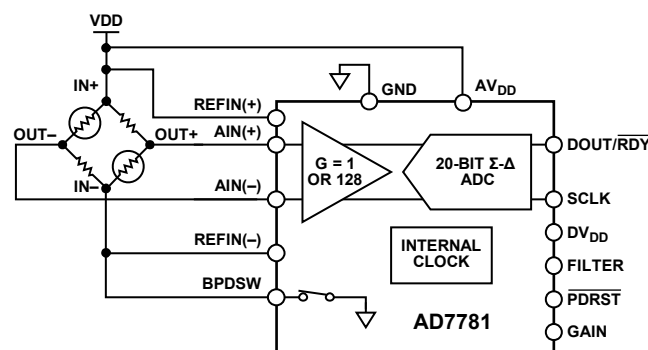 VDD
IN+
OUT–
OUT+
IN–
REFIN(+)
AIN(+)
AIN(–)
REFIN(–)
BPDSW
GND
AVDD
G = 1
OR 128
20-BIT Σ-Δ
ADC
INTERNAL
CLOCK
AD7781
DOUT/RDY
SCLK
DVDD
FILTER
PDRST
GAIN